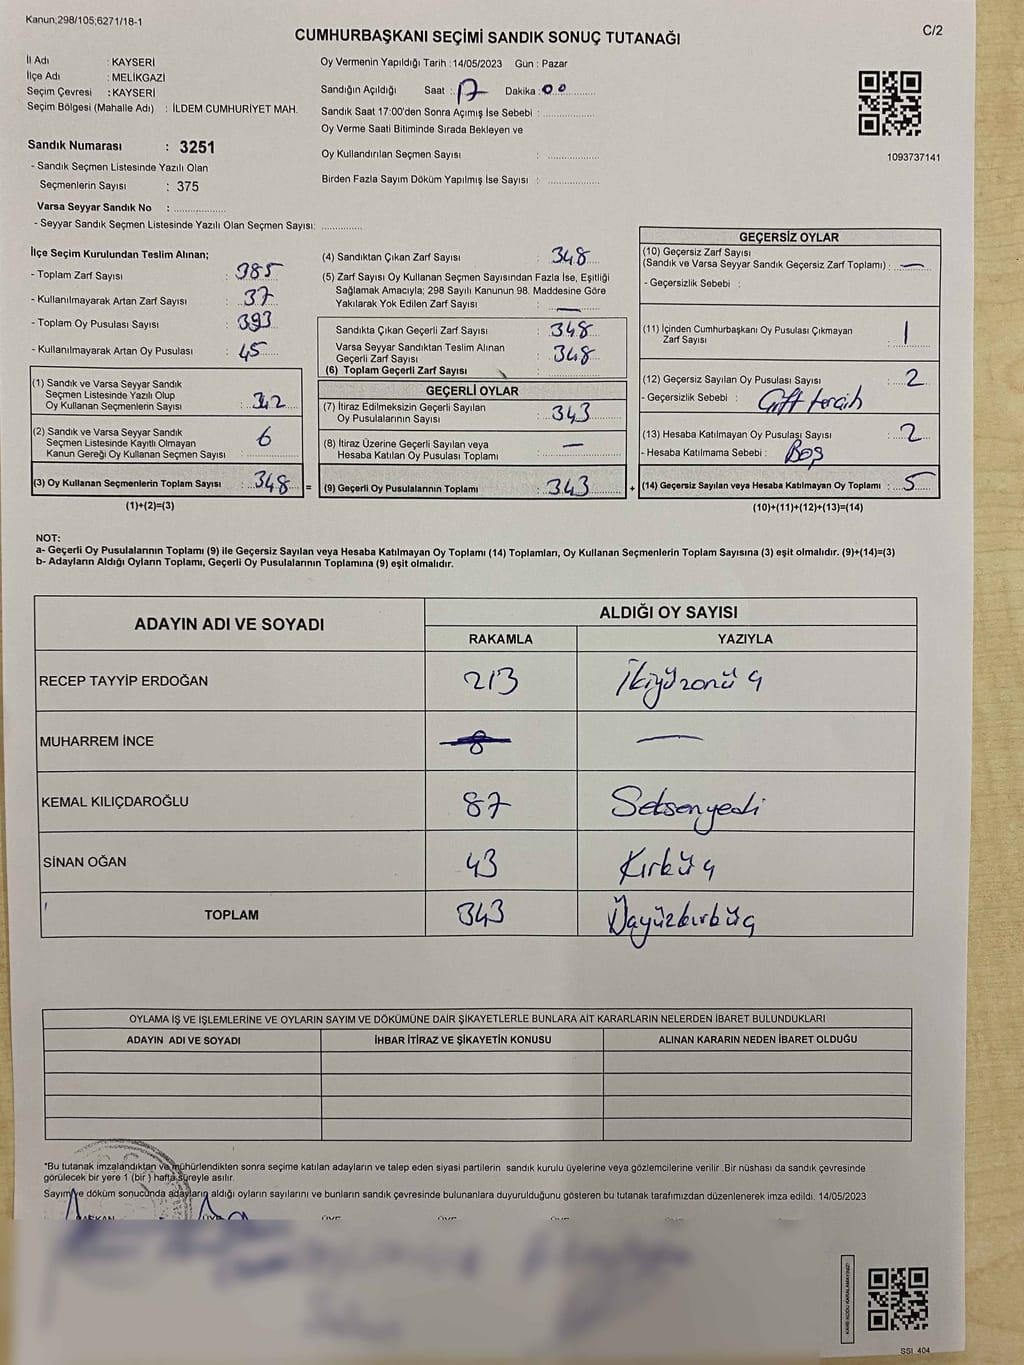 Kanun;298/105;6271/18-1
C/2
CUMHURBAŞKANI SEÇİMİ SANDIK SONUÇ TUTANAĞI
İl Adı : KAYSERİ
İlçe Adı : MELİKGAZİ
Seçim Çevresi : KAYSERİ
Seçim Bölgesi (Mahalle Adı) : İLDEM CUMHURİYET MAH.
Sandık Numarası : 3251
- Sandık Seçmen Listesinde Yazılı Olan
Seçmenlerin Sayısı : 375
Varsa Seyyar Sandık No : ....................
- Seyyar Sandık Seçmen Listesinde Yazılı Olan Seçmen Sayısı: ..............
Oy Vermenin Yapıldığı Tarih : 14/05/2023 Gün : Pazar
Sandığın Açıldığı Saat : 17 Dakika : 00
Sandık Saat 17:00'den Sonra Açımış İse Sebebi : ..................
Oy Verme Saati Bitiminde Sırada Bekleyen ve
Oy Kullandırılan Seçmen Sayısı : ..................
Birden Fazla Sayım Döküm Yapılmış İse Sayısı : ..................
1093737141
İlçe Seçim Kurulundan Teslim Alınan;
- Toplam Zarf Sayısı : 385
- Kullanılmayarak Artan Zarf Sayısı : 37
- Toplam Oy Pusulası Sayısı : 393
- Kullanılmayarak Artan Oy Pusulası : 45
(1) Sandık ve Varsa Seyyar Sandık
Seçmen Listesinde Yazılı Olup
Oy Kullanan Seçmenlerin Sayısı : 342
(2) Sandık ve Varsa Seyyar Sandık
Seçmen Listesinde Kayıtlı Olmayan
Kanun Gereği Oy Kullanan Seçmen Sayısı : 6
(3) Oy Kullanan Seçmenlerin Toplam Sayısı : 348 =
(1)+(2)=(3)
(4) Sandıktan Çıkan Zarf Sayısı : 348
(5) Zarf Sayısı Oy Kullanan Seçmen Sayısından Fazla İse, Eşitliği
Sağlamak Amacıyla; 298 Sayılı Kanunun 98. Maddesine Göre
Yakılarak Yok Edilen Zarf Sayısı : —
Sandıkta Çıkan Geçerli Zarf Sayısı : 348
Varsa Seyyar Sandıktan Teslim Alınan
Geçerli Zarf Sayısı : 348
(6) Toplam Geçerli Zarf Sayısı :
GEÇERLİ OYLAR
(7) İtiraz Edilmeksizin Geçerli Sayılan
Oy Pusulalarının Sayısı : 343
(8) İtiraz Üzerine Geçerli Sayılan veya
Hesaba Katılan Oy Pusulası Toplamı : —
(9) Geçerli Oy Pusulalarının Toplamı : 343 +
GEÇERSİZ OYLAR
(10) Geçersiz Zarf Sayısı
(Sandık ve Varsa Seyyar Sandık Geçersiz Zarf Toplamı) : —
- Geçersizlik Sebebi :
(11) İçinden Cumhurbaşkanı Oy Pusulası Çıkmayan
Zarf Sayısı : 1
(12) Geçersiz Sayılan Oy Pusulası Sayısı : 2
- Geçersizlik Sebebi : Çift tercih
(13) Hesaba Katılmayan Oy Pusulası Sayısı : 2
- Hesaba Katılmama Sebebi : Boş
(14) Geçersiz Sayılan veya Hesaba Katılmayan Oy Toplamı : 5
(10)+(11)+(12)+(13)=(14)
NOT:
a- Geçerli Oy Pusulalarının Toplamı (9) ile Geçersiz Sayılan veya Hesaba Katılmayan Oy Toplamı (14) Toplamları, Oy Kullanan Seçmenlerin Toplam Sayısına (3) eşit olmalıdır. (9)+(14)=(3)
b- Adayların Aldığı Oyların Toplamı, Geçerli Oy Pusulalarının Toplamına (9) eşit olmalıdır.
ADAYIN ADI VE SOYADI
ALDIĞI OY SAYISI
RAKAMLA YAZIYLA
RECEP TAYYİP ERDOĞAN 213 İkiyüzonüç
MUHARREM İNCE —
KEMAL KILIÇDAROĞLU 87 Seksenyedi
SİNAN OĞAN 43 Kırküç
TOPLAM 343 Üçyüzkırküç
OYLAMA İŞ VE İŞLEMLERİNE VE OYLARIN SAYIM VE DÖKÜMÜNE DAİR ŞİKAYETLERLE BUNLARA AİT KARARLARIN NELERDEN İBARET BULUNDUKLARI
ADAYIN ADI VE SOYADI İHBAR İTİRAZ VE ŞİKAYETİN KONUSU ALINAN KARARIN NEDEN İBARET OLDUĞU
*Bu tutanak imzalandıktan ve mühürlendikten sonra seçime katılan adayların ve talep eden siyasi partilerin sandık kurulu üyelerine veya gözlemcilerine verilir .Bir nüshası da sandık çevresinde
görülecek bir yere 1 (bir ) hafta süreyle asılır.
Sayım ve döküm sonucunda adayların aldığı oyların sayılarını ve bunların sandık çevresinde bulunanlara duyurulduğunu gösteren bu tutanak tarafımızdan düzenlenerek imza edildi. 14/05/2023
BAŞKAN ÜYE ÜYE ÜYE ÜYE ÜYE ÜYE
KARE KODU KARALAMAYINIZ!
SSI_404